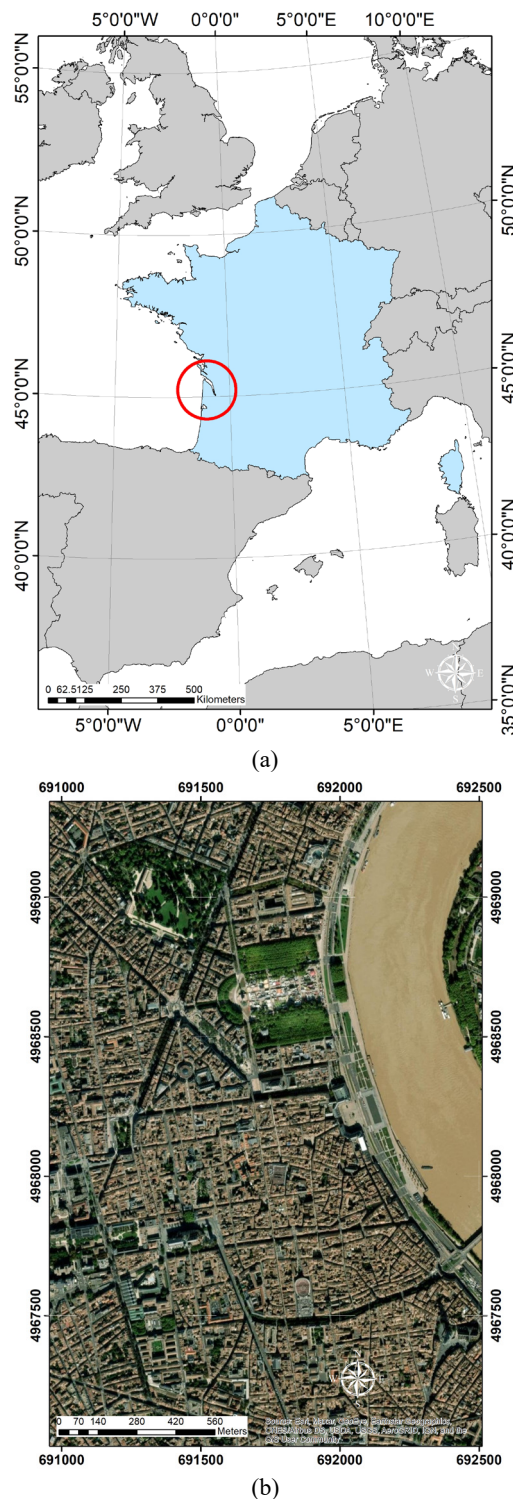 5°0'0"W 0°0'0" 5°0'0"E 10°0'0"E
55°0'0"N
50°0'0"N 50°0'0"N
45°0'0"N 45°0'0"N
40°0'0"N 40°0'0"N
35°0'0"N
W E
S
0 62.5125 250 375 500
Kilometers
5°0'0"W 0°0'0" 5°0'0"E
(a)
691000 691500 692000 692500
4969000 4969000
4968500 4968500
4968000 4968000
4967500 4967500
S
0 70 140 280 420 560
Meters
691000 691500 692000 692500
(b)